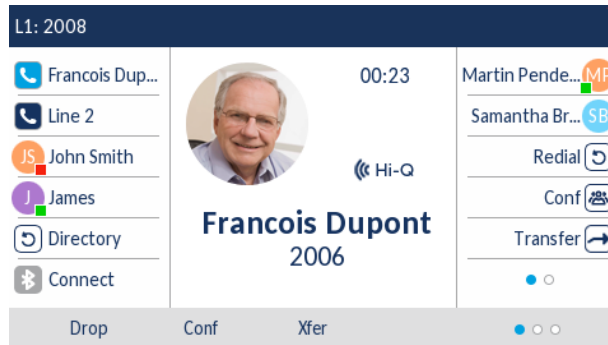 L1: 2008
Francois Dup...
Line 2
JS John Smith
J James
Directory
Connect
00:23
Hi-Q
Francois Dupont
2006
Martin Pende... MP
Samantha Br... SB
Redial
Conf
Transfer
Drop Conf Xfer